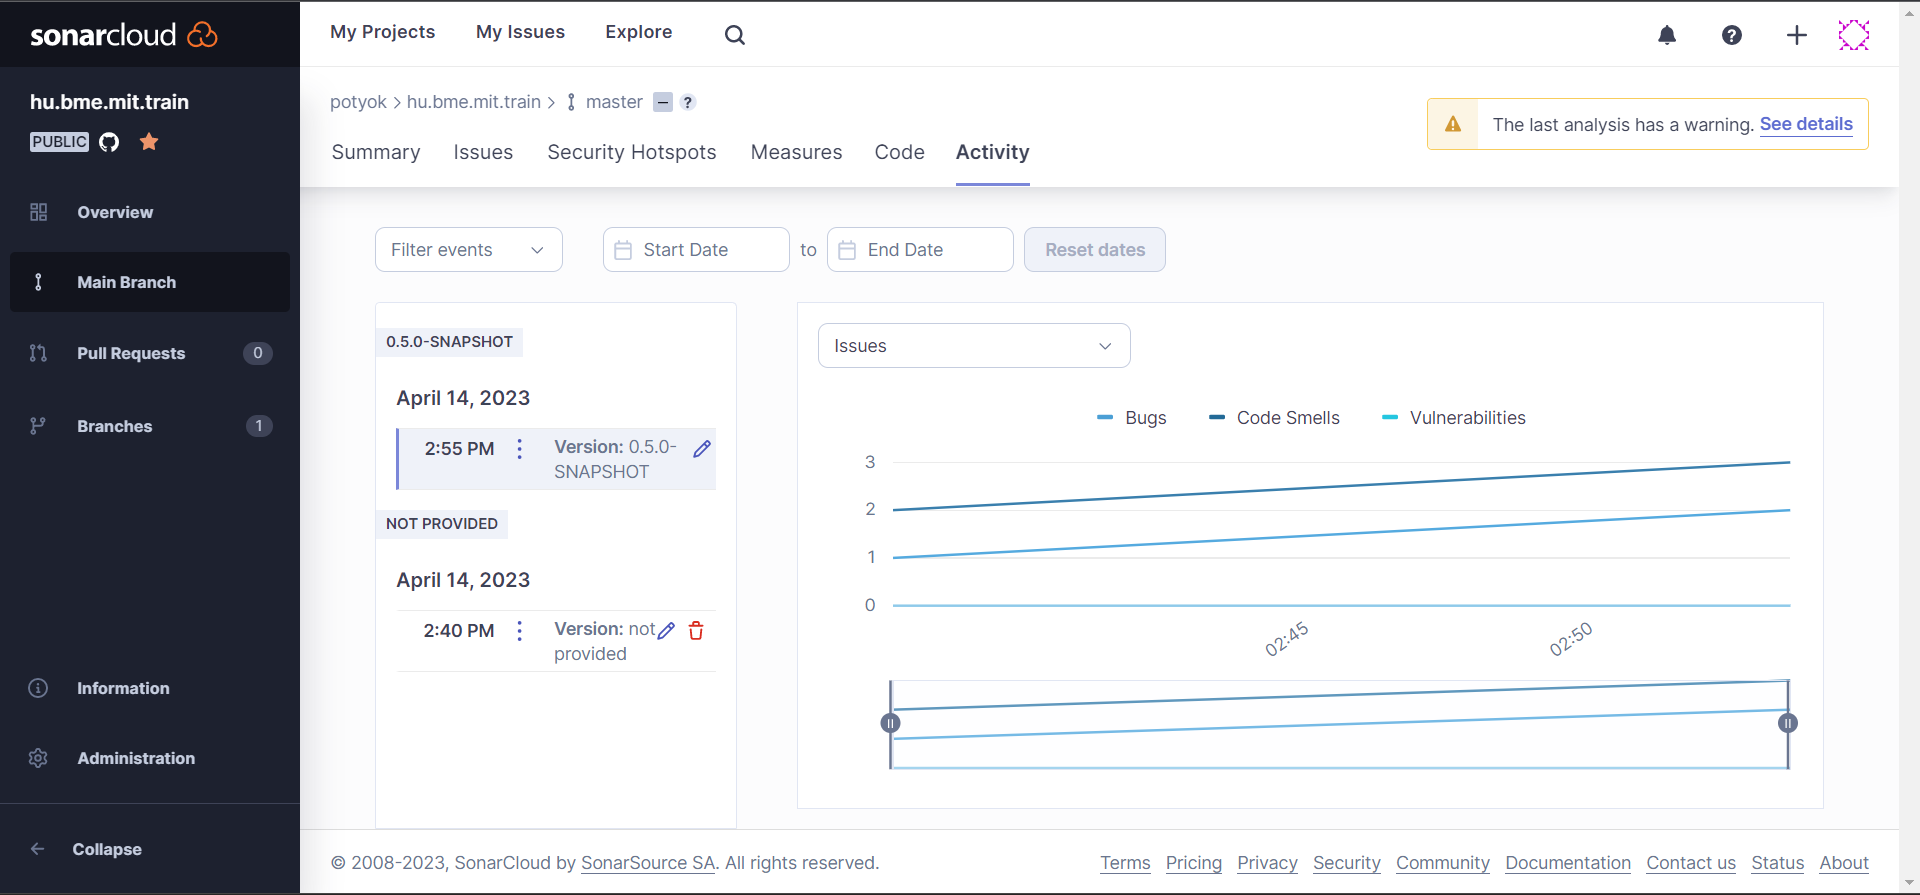 sonarcloud
My Projects
My Issues
Explore
hu.bme.mit.train
PUBLIC
Overview
Main Branch
Pull Requests
0
Branches
1
Information
Administration
Collapse
potyok > hu.bme.mit.train > master – ?
The last analysis has a warning. See details
Summary
Issues
Security Hotspots
Measures
Code
Activity
Filter events
Start Date
to
End Date
Reset dates
0.5.0-SNAPSHOT
April 14, 2023
2:55 PM
Version: 0.5.0-
SNAPSHOT
NOT PROVIDED
April 14, 2023
2:40 PM
Version: not
provided
Issues
Bugs
Code Smells
Vulnerabilities
3
2
1
0
02:45
02:50
© 2008-2023, SonarCloud by SonarSource SA. All rights reserved.
Terms
Pricing
Privacy
Security
Community
Documentation
Contact us
Status
About